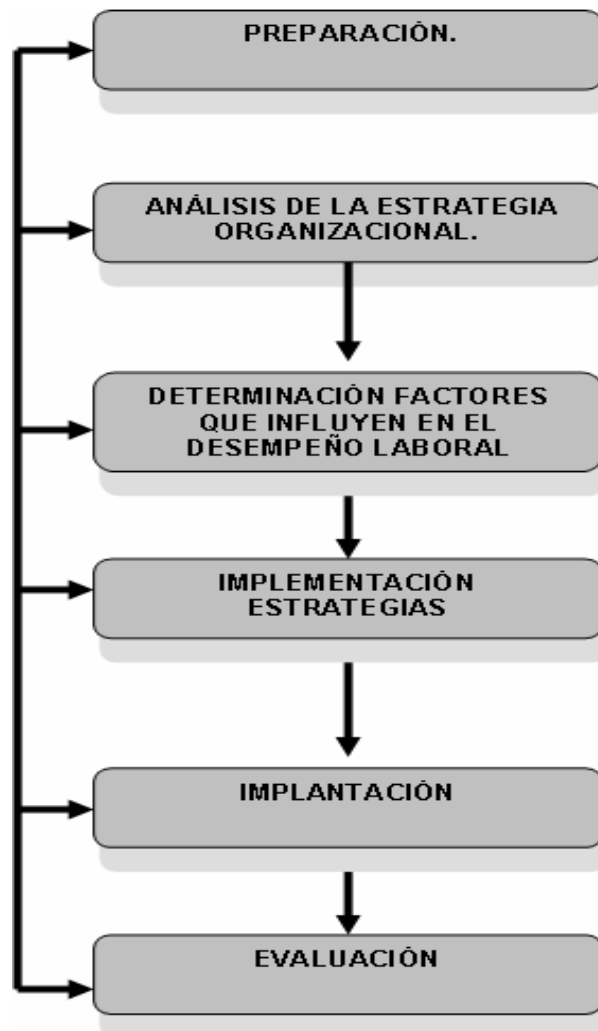 PREPARACIÓN.
ANÁLISIS DE LA ESTRATEGIA
ORGANIZACIONAL.
DETERMINACIÓN FACTORES
QUE INFLUYEN EN EL
DESEMPEÑO LABORAL
IMPLEMENTACIÓN
ESTRATEGIAS
IMPLANTACIÓN
EVALUACIÓN